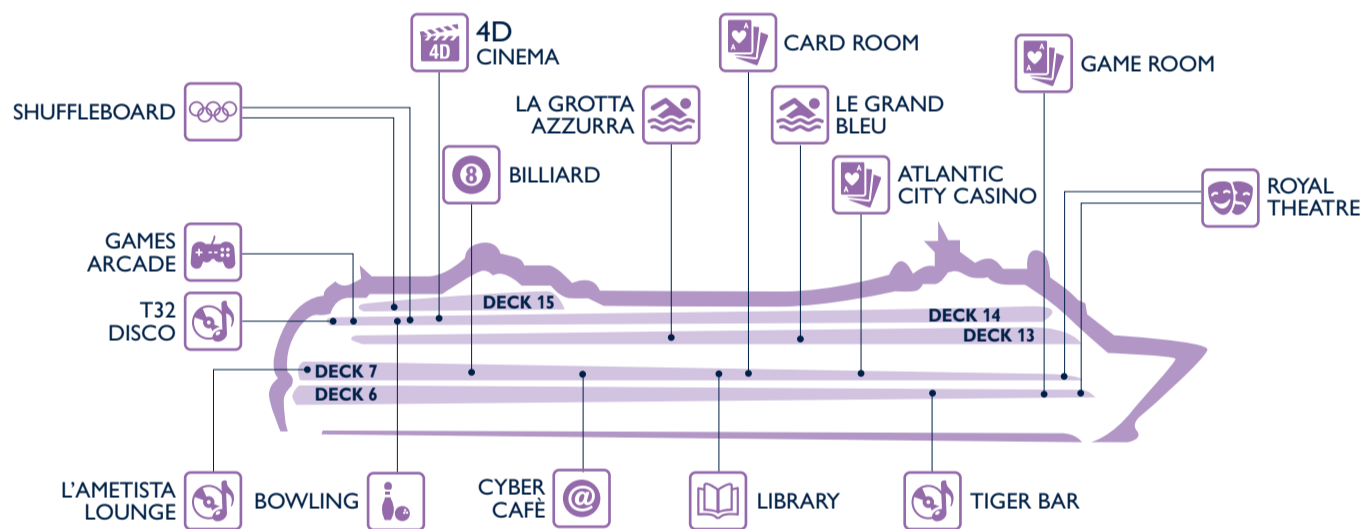 4D
CINEMA
CARD ROOM
GAME ROOM
SHUFFLEBOARD
LA GROTTA
AZZURRA
LE GRAND
BLEU
BILLIARD
ATLANTIC
CITY CASINO
ROYAL
THEATRE
GAMES
ARCADE
T32
DISCO
DECK 15
DECK 14
DECK 13
DECK 7
DECK 6
L'AMETISTA
LOUNGE
BOWLING
CYBER
CAFÈ
LIBRARY
TIGER BAR
4D
A
A
8
A
@